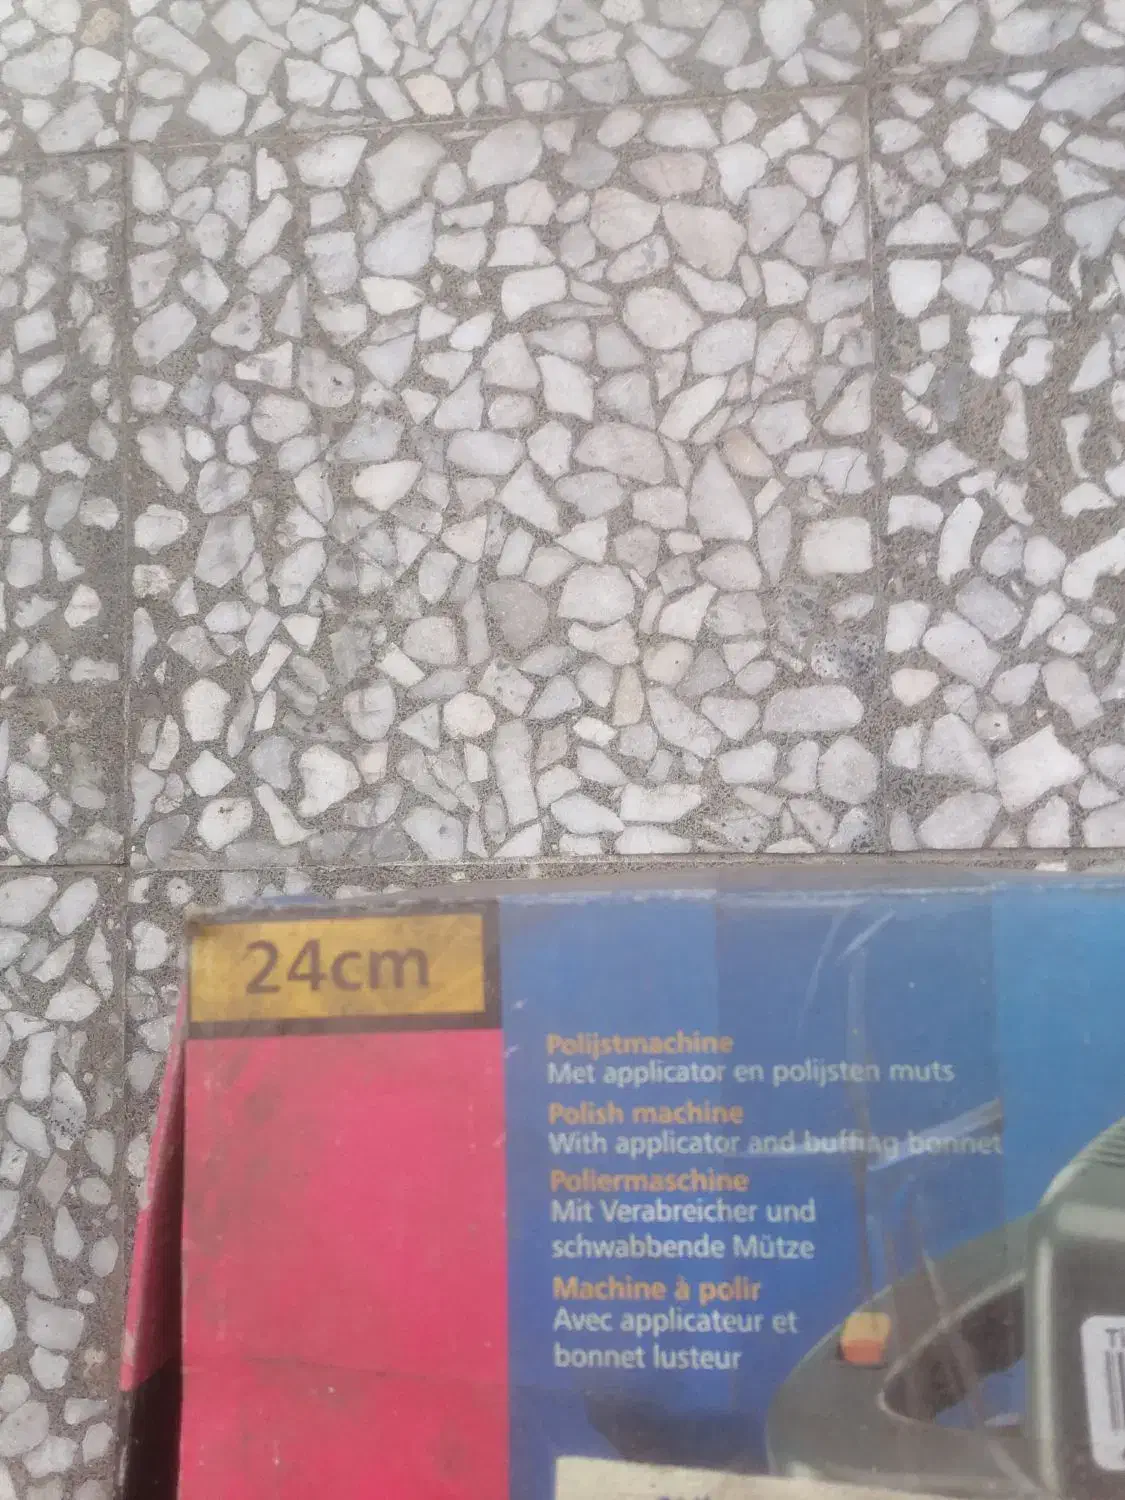 24cm
Polijstmachine
Met applicator en polijsten muts
Polish machine
With applicator and buffing bonnet
Poliermaschine
Mit Verabreicher und
schwabbende Mütze
Machine à polir
Avec applicateur et
bonnet lusteur